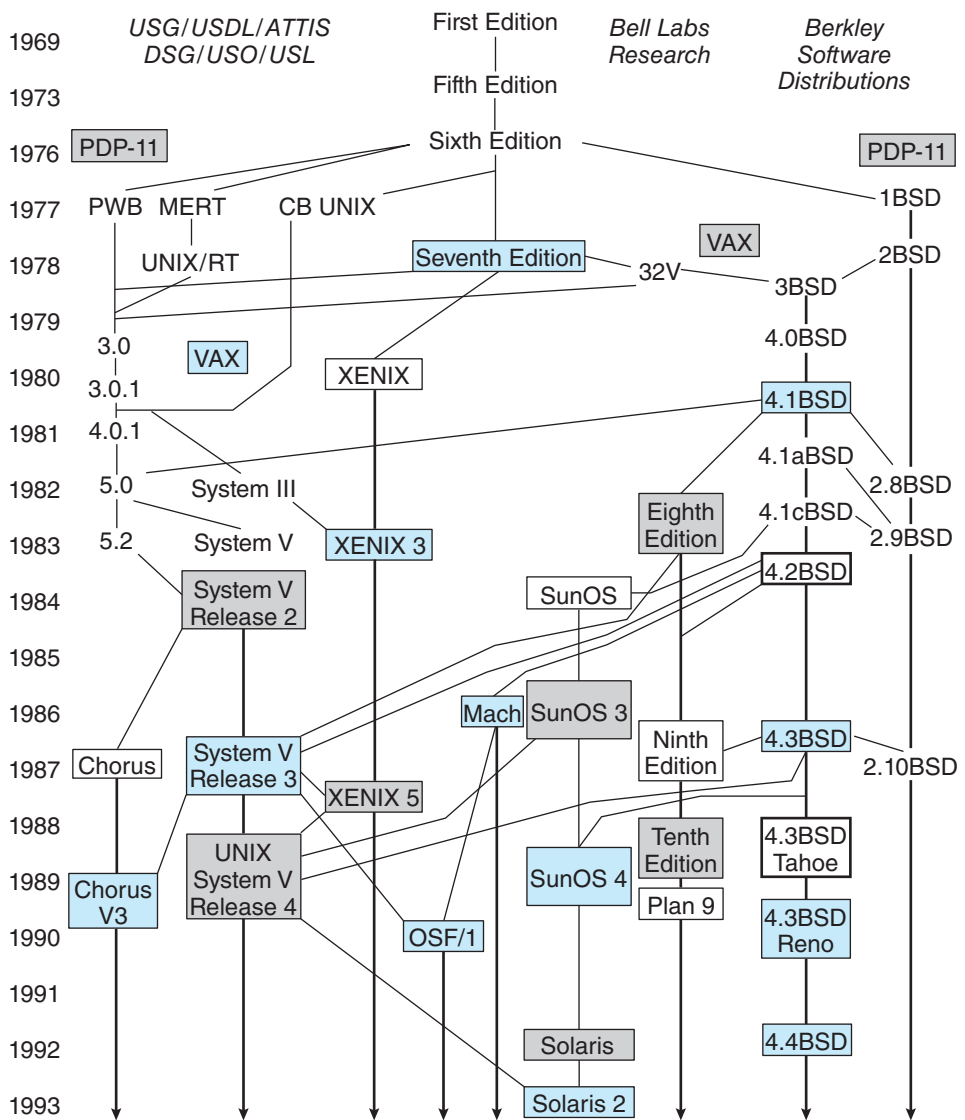 USG/USDL/ATTIS
DSG/USO/USL
First Edition
Bell Labs
Research
Berkley
Software
Distributions
1969
Fifth Edition
1973
Sixth Edition
1976
PDP-11
PDP-11
1977
PWB
MERT
CB UNIX
1BSD
VAX
2BSD
1978
UNIX/RT
Seventh Edition
32V
3BSD
1979
3.0
VAX
4.0BSD
1980
3.0.1
XENIX
4.1BSD
1981
4.0.1
4.1aBSD
1982
5.0
System III
2.8BSD
Eighth
Edition
4.1cBSD
1983
5.2
System V
XENIX 3
2.9BSD
4.2BSD
1984
System V
Release 2
SunOS
1985
1986
Mach
SunOS 3
Ninth
Edition
4.3BSD
1987
Chorus
System V
Release 3
2.10BSD
XENIX 5
1988
UNIX
System V
Release 4
Tenth
Edition
4.3BSD
Tahoe
1989
Chorus
V3
SunOS 4
Plan 9
4.3BSD
Reno
1990
OSF/1
1991
1992
Solaris
4.4BSD
1993
Solaris 2